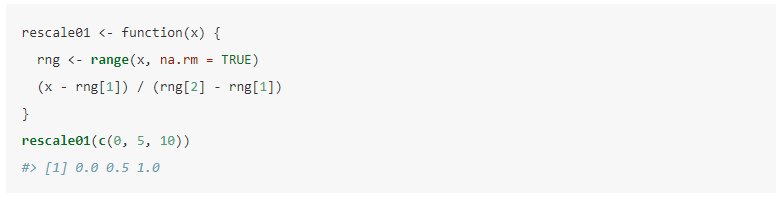 rescale01 <- function(x) {
  rng <- range(x, na.rm = TRUE)
  (x - rng[1]) / (rng[2] - rng[1])
}
rescale01(c(0, 5, 10))
#> [1] 0.0 0.5 1.0